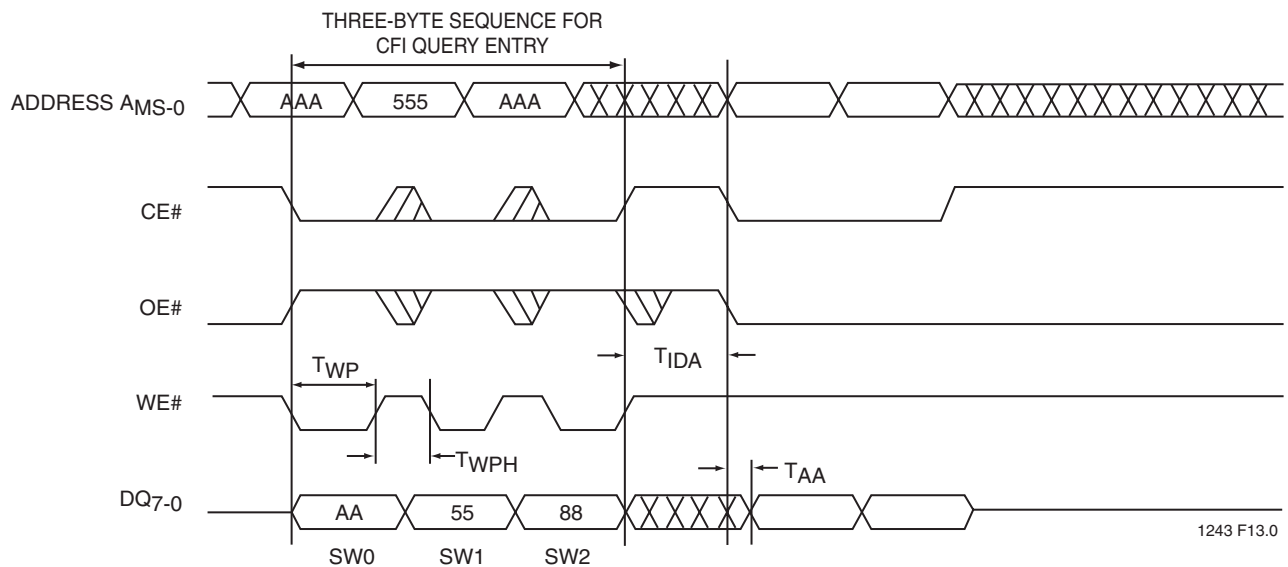 THREE-BYTE SEQUENCE FOR
CFI QUERY ENTRY
ADDRESS AMS-0
AAA 555 AAA
CE#
OE#
TIDA
TWP
WE#
TWPH
TAA
DQ7-0
AA 55 88
SW0 SW1 SW2
1243 F13.0